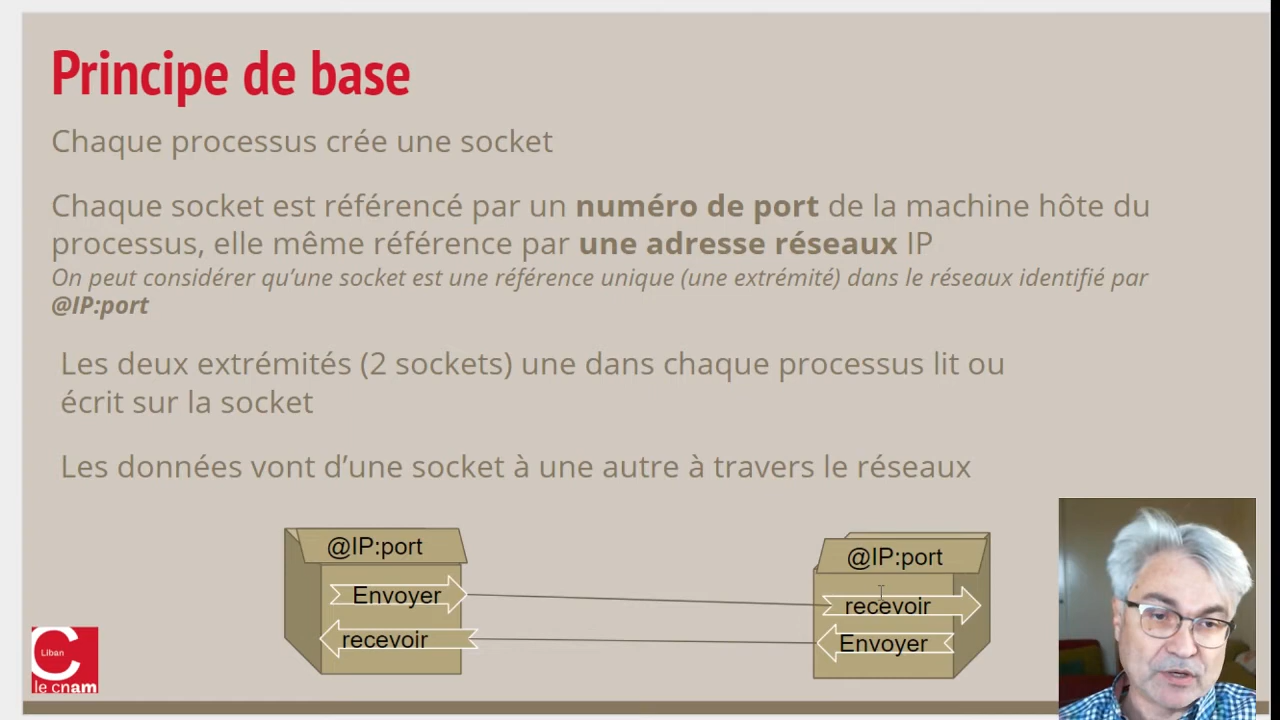 Principe de base
Chaque processus crée une socket
Chaque socket est référencé par un numéro de port de la machine hôte du
processus, elle même référence par une adresse réseaux IP
On peut considérer qu’une socket est une référence unique (une extrémité) dans le réseaux identifié par
@IP:port
Les deux extrémités (2 sockets) une dans chaque processus lit ou
écrit sur la socket
Les données vont d’une socket à une autre à travers le réseaux
@IP:port
Envoyer
recevoir
@IP:port
recevoir
Envoyer
Liban
le cnam